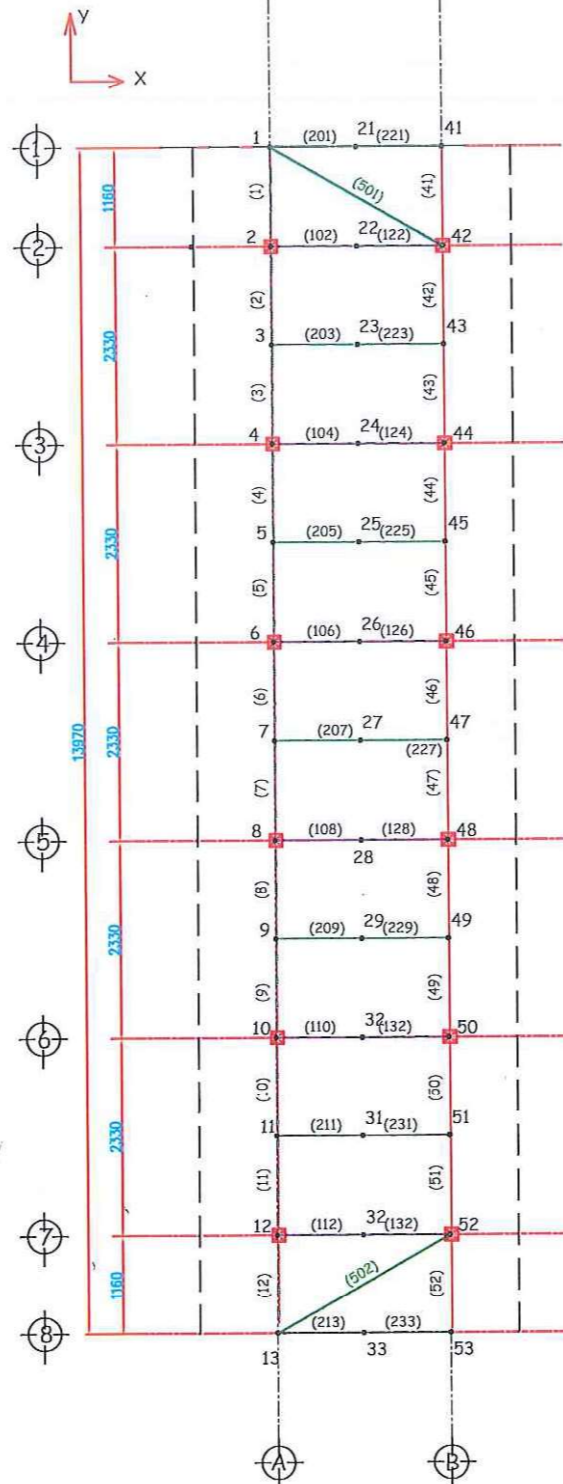 Y
X
1 (201) 21 (221) 41
1
1160 (1) (501) (41)
2 2 (102) 22 (122) 42
2330 (2) (42)
3 (203) 23 (223) 43
(3) (43)
3 4 (104) 24 (124) 44
2330 (4) (44)
5 (205) 25 (225) 45
(5) (45)
4 6 (106) 26 (126) 46
13970 2330 (6) (46)
7 (207) 27 (227) 47
(7) (47)
5 8 (108) 28 (128) 48
2330 (8) (48)
9 (209) 29 (229) 49
(9) (49)
6 10 (110) 32 (132) 50
2330 (10) (50)
11 (211) 31 (231) 51
(11) (51)
7 12 (112) 32 (132) 52
1160 (12) (502) (52)
8 13 (213) 33 (233) 53
A B